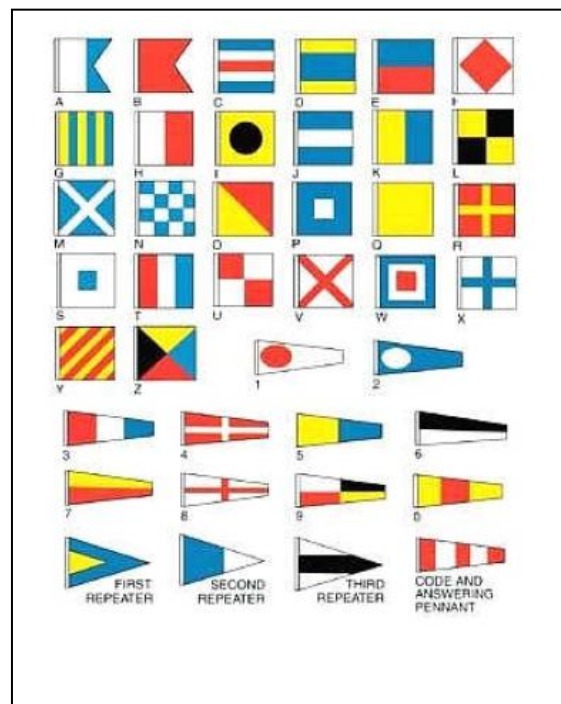 A B C D E F
G H I J K L
M N O P Q R
S T U V W X
Y Z 1 2
3 4 5 6
7 8 9 0
FIRST REPEATER
SECOND REPEATER
THIRD REPEATER
CODE AND ANSWERING PENNANT